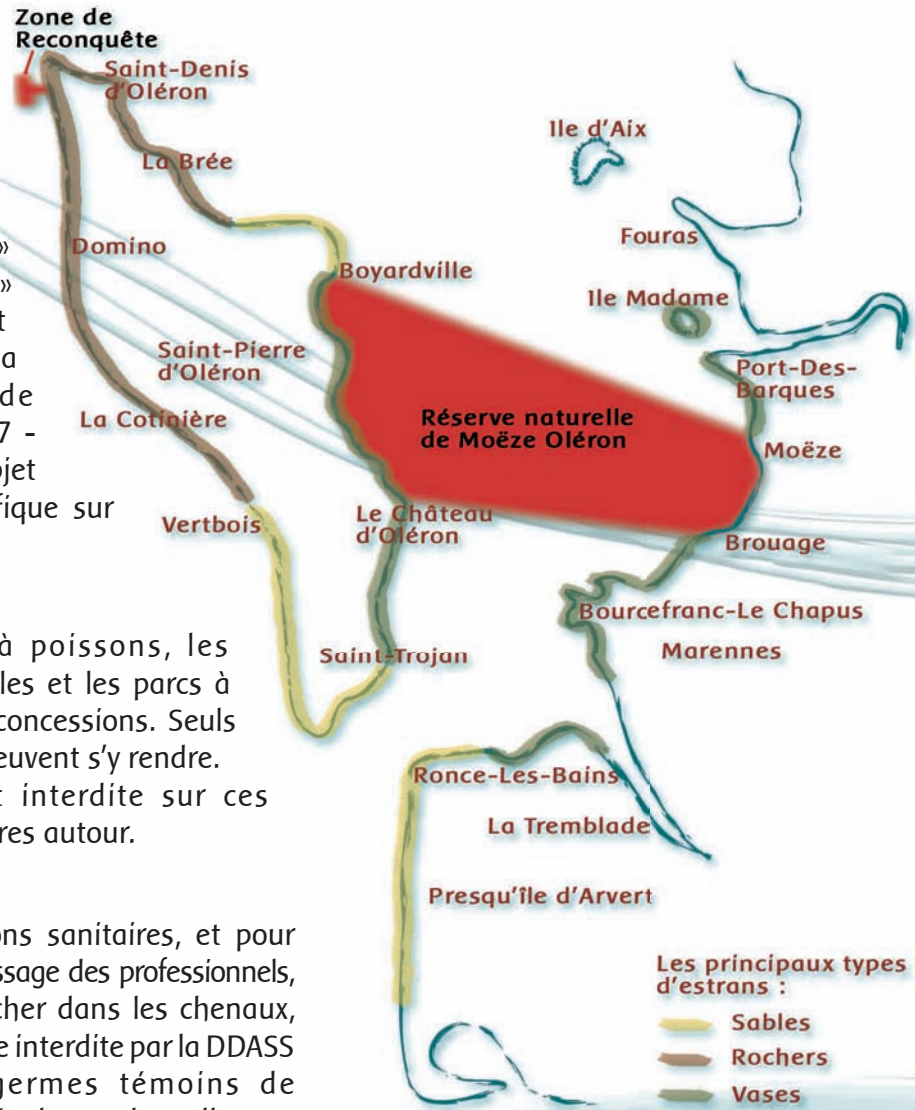 Zone de
Reconquête
Saint-Denis
d'Oléron
La Brée
Ile d'Aix
Fouras
Domino
Boyardville
Ile Madame
Saint-Pierre
d'Oléron
Port-Des-
Barques
La Cotinière
Réserve naturelle
de Moëze Oléron
Moëze
Vertbois
Le Château
d'Oléron
Brouage
Bourcefranc-Le Chapus
Saint-Trojan
Marennes
Ronce-Les-Bains
La Tremblade
Presqu'île d'Arvert
Les principaux types
d'estrans :
Sables
Rochers
Vases
»
»
t
a
de
7 -
jet
fique sur
à poissons, les
les et les parcs à
concessions. Seuls
euvent s'y rendre.
t interdite sur ces
res autour.
ons sanitaires, et pour
ssage des professionnels,
cher dans les chenaux,
e interdite par la DDASS
germes témoins de